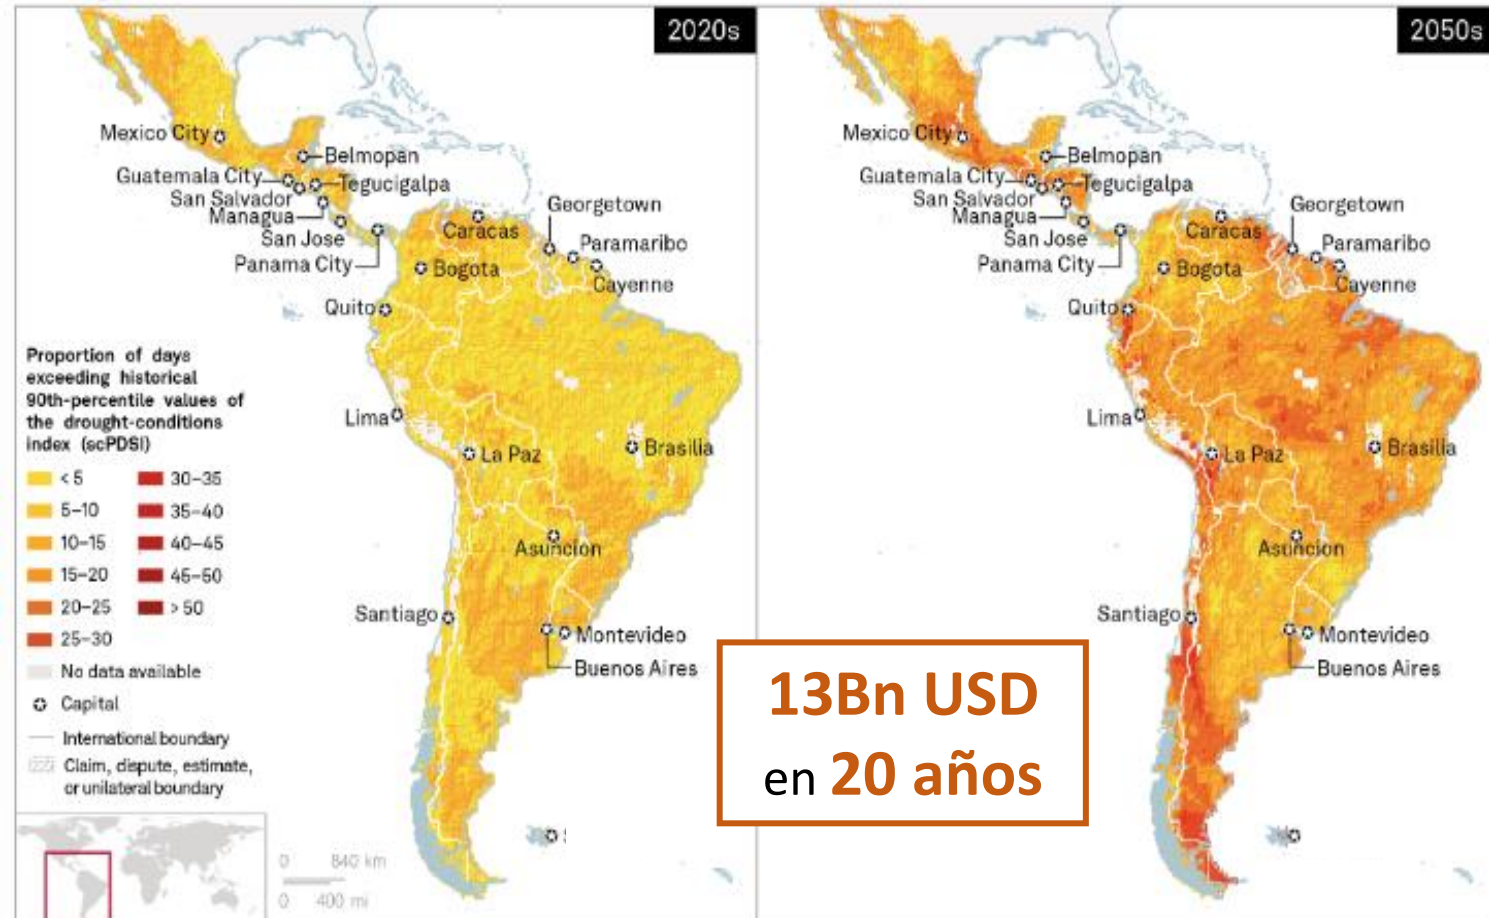 2020s
Mexico City
Belmopan
Guatemala City
Tegucigalpa
San Salvador
Managua
San Jose
Panama City
Caracas
Georgetown
Paramaribo
Cayenne
Bogota
Quito
Lima
La Paz
Brasilia
Asuncion
Santiago
Montevideo
Buenos Aires
Proportion of days
exceeding historical
90th-percentile values of
the drought-conditions
index (scPDSI)
< 5
30–35
5–10
35–40
10–15
40–45
15–20
45–50
20–25
> 50
25–30
No data available
Capital
International boundary
Claim, dispute, estimate,
or unilateral boundary
0 840 km
0 400 mi
2050s
Mexico City
Belmopan
Guatemala City
Tegucigalpa
San Salvador
Managua
San Jose
Panama City
Caracas
Georgetown
Paramaribo
Cayenne
Bogota
Quito
Lima
La Paz
Brasilia
Asuncion
Santiago
Montevideo
Buenos Aires
13Bn USD
en 20 años